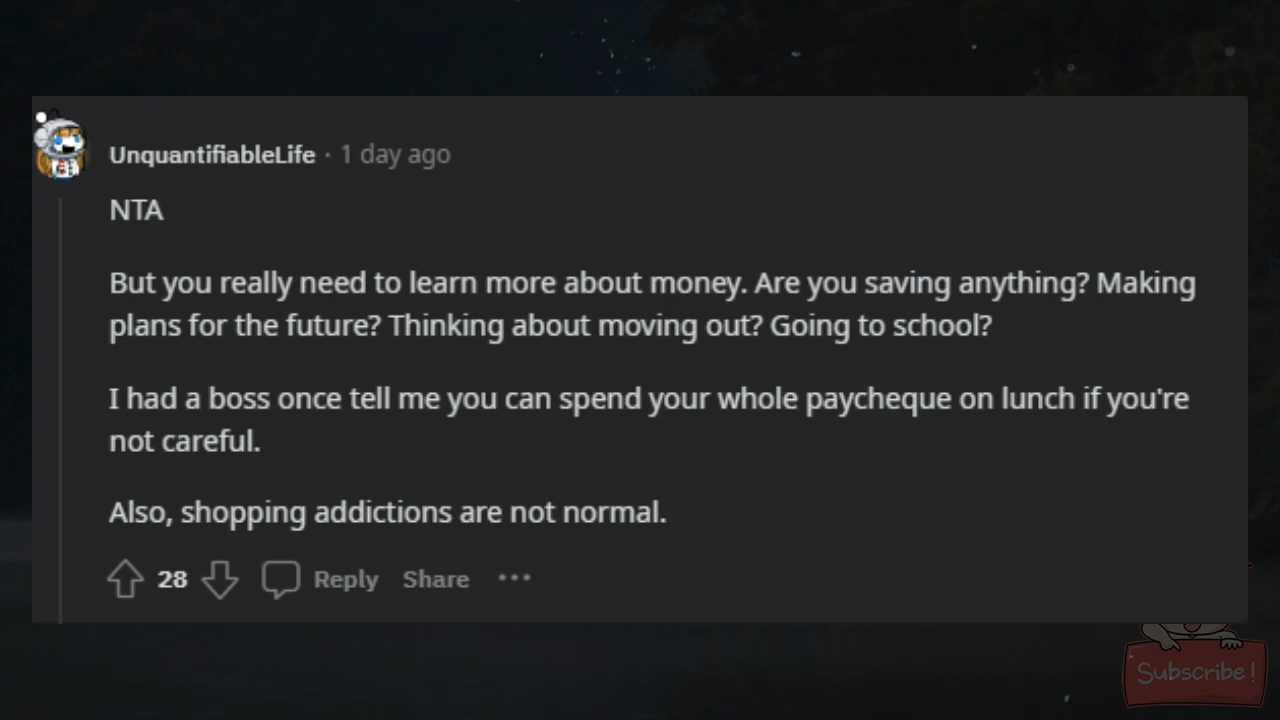 UnquantifiableLife · 1 day ago
NTA
But you really need to learn more about money. Are you saving anything? Making
plans for the future? Thinking about moving out? Going to school?
I had a boss once tell me you can spend your whole paycheque on lunch if you're
not careful.
Also, shopping addictions are not normal.
28 Reply Share ···
Subscribe!